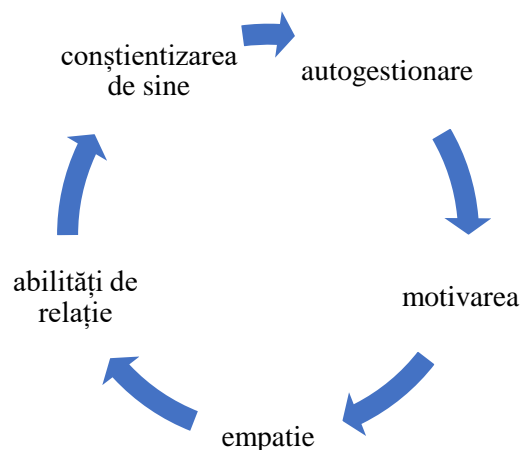 conștientizarea
de sine
autogestionare
motivarea
empatie
abilități de
relație